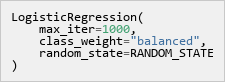 LogisticRegression(
    max_iter=1000,
    class_weight="balanced",
    random_state=RANDOM_STATE
)